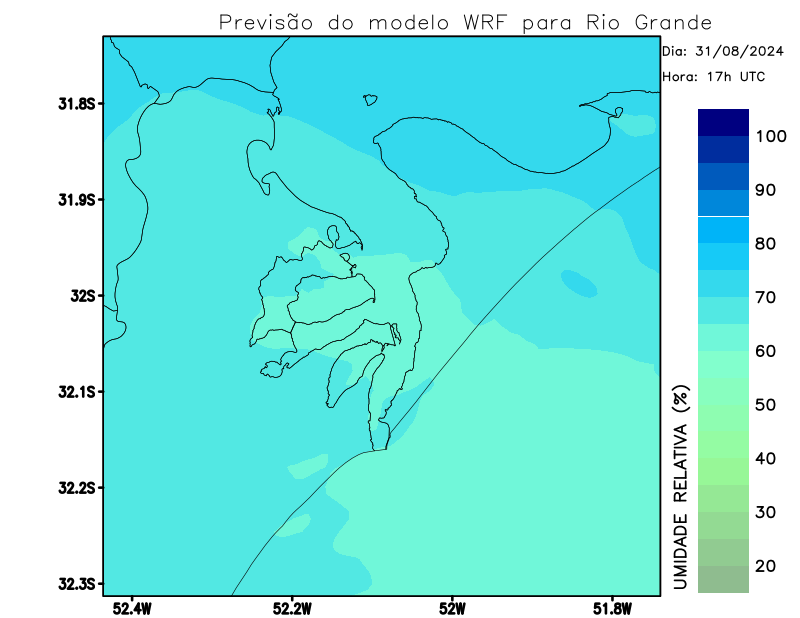 Previsão do modelo WRF para Rio Grande
Dia: 31/08/2024
Hora: 17h UTC
31.8S
31.9S
32S
32.1S
32.2S
32.3S
52.4W
52.2W
52W
51.8W
UMIDADE RELATIVA (%)
100
90
80
70
60
50
40
30
20